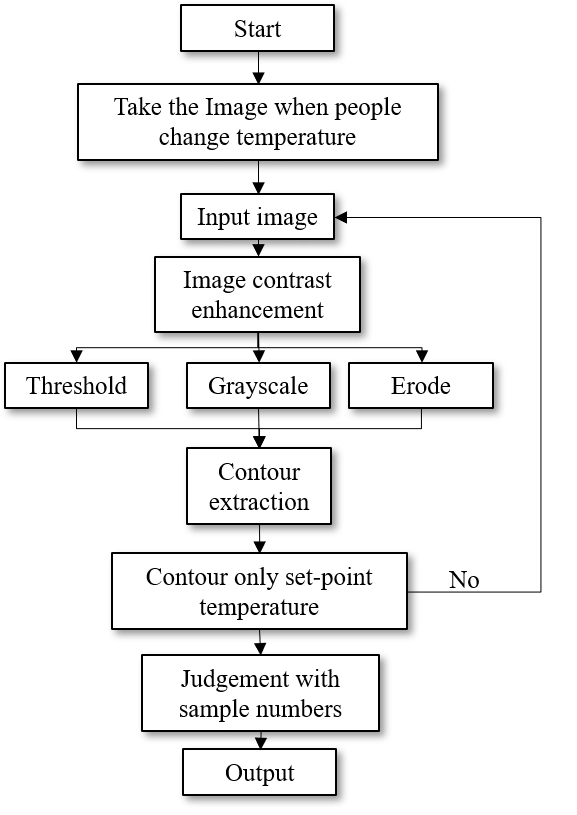 Start
Take the Image when people
change temperature
Input image
Image contrast
enhancement
Threshold
Grayscale
Erode
Contour
extraction
Contour only set-point
temperature
No
Judgement with
sample numbers
Output